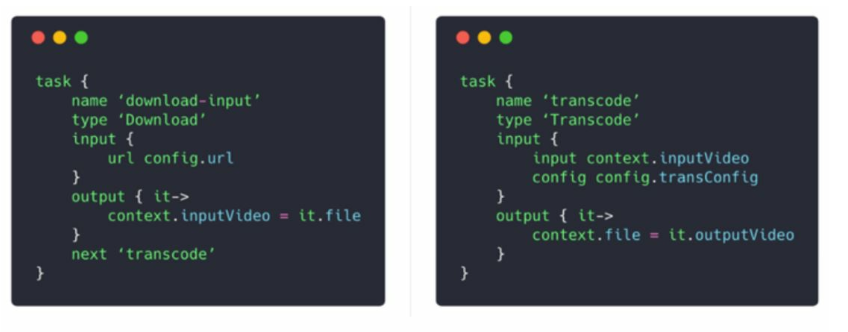 task {
    name ‘download-input’
    type ‘Download’
    input {
        url config.url
    }
    output { it->
        context.inputVideo = it.file
    }
    next ‘transcode’
}
task {
    name ‘transcode’
    type ‘Transcode’
    input {
        input context.inputVideo
        config config.transConfig
    }
    output { it->
        context.file = it.outputVideo
    }
}